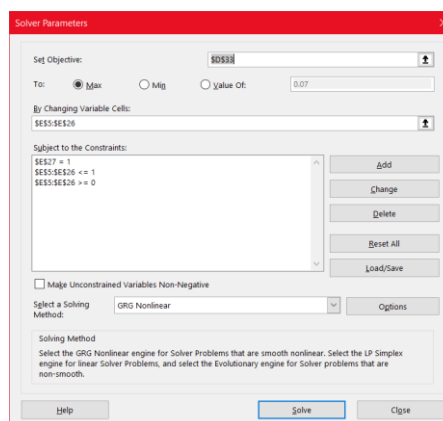 Solver Parameters
Set Objective: $D$33
To: Max Min Value Of: 0.07
By Changing Variable Cells:
$E$5:$E$26
Subject to the Constraints:
$E$27 = 1
$E$5:$E$26 <= 1
$E$5:$E$26 >= 0
Add
Change
Delete
Reset All
Load/Save
Make Unconstrained Variables Non-Negative
Select a Solving Method: GRG Nonlinear Options
Solving Method
Select the GRG Nonlinear engine for Solver Problems that are smooth nonlinear. Select the LP Simplex
engine for linear Solver Problems, and select the Evolutionary engine for Solver problems that are
non-smooth.
Help Solve Close